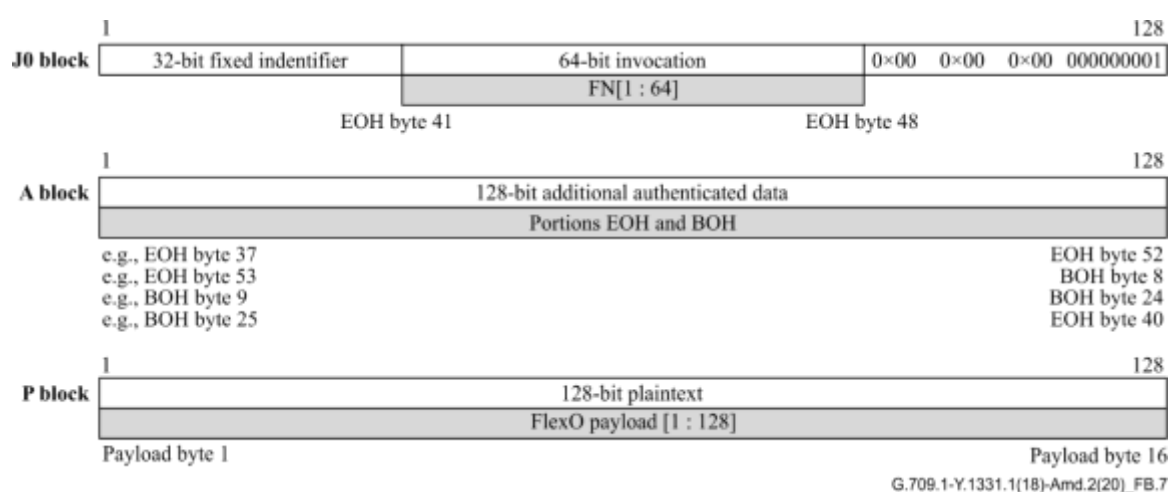 1 128
J0 block 32-bit fixed indentifier 64-bit invocation 0×00 0×00 0×00 000000001
FN[1 : 64]
EOH byte 41 EOH byte 48
1 128
A block 128-bit additional authenticated data
Portions EOH and BOH
e.g., EOH byte 37 EOH byte 52
e.g., EOH byte 53 BOH byte 8
e.g., BOH byte 9 BOH byte 24
e.g., BOH byte 25 EOH byte 40
1 128
P block 128-bit plaintext
FlexO payload [1 : 128]
Payload byte 1 Payload byte 16
G.709.1-Y.1331.1(18)-Amd.2(20)_FB.7